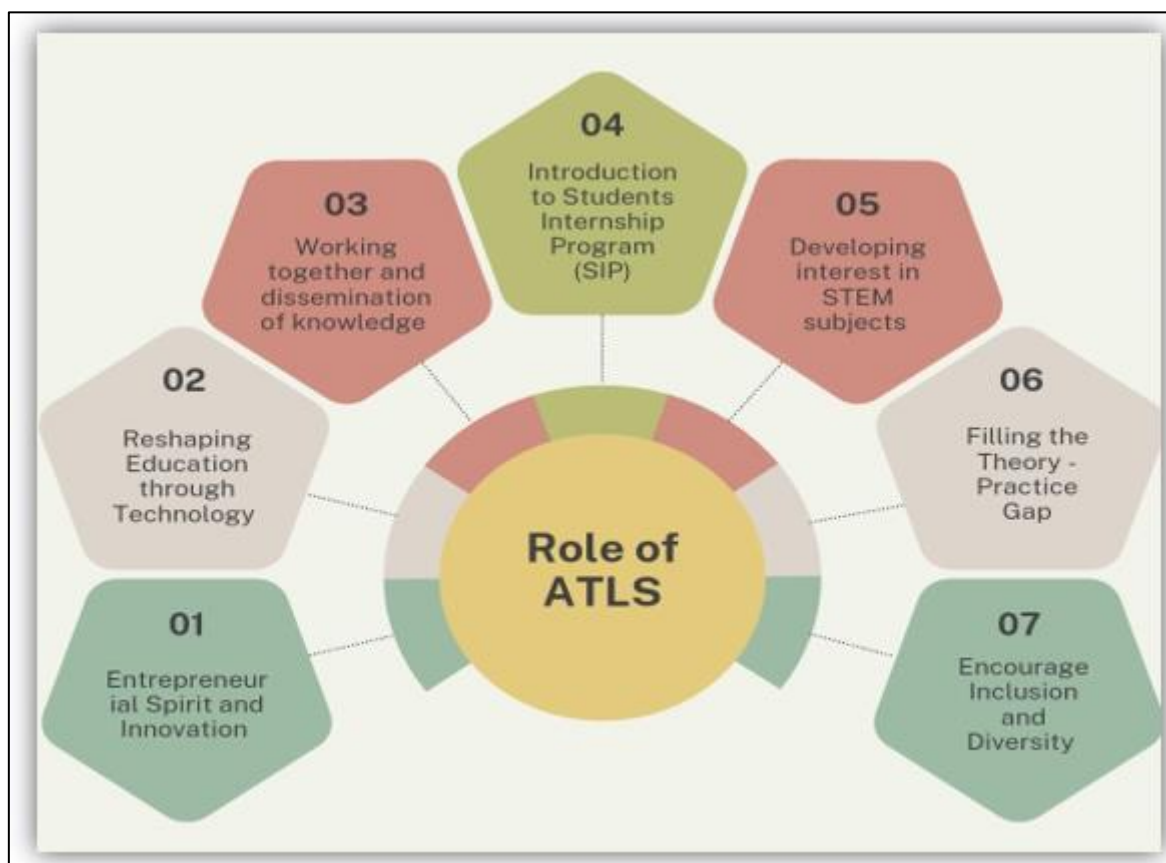 01
Entrepreneur
ial Spirit and
Innovation
02
Reshaping
Education
through
Technology
03
Working
together and
dissemination
of knowledge
04
Introduction
to Students
Internship
Program
(SIP)
05
Developing
interest in
STEM
subjects
06
Filling the
Theory -
Practice
Gap
07
Encourage
Inclusion
and
Diversity
Role of
ATLS